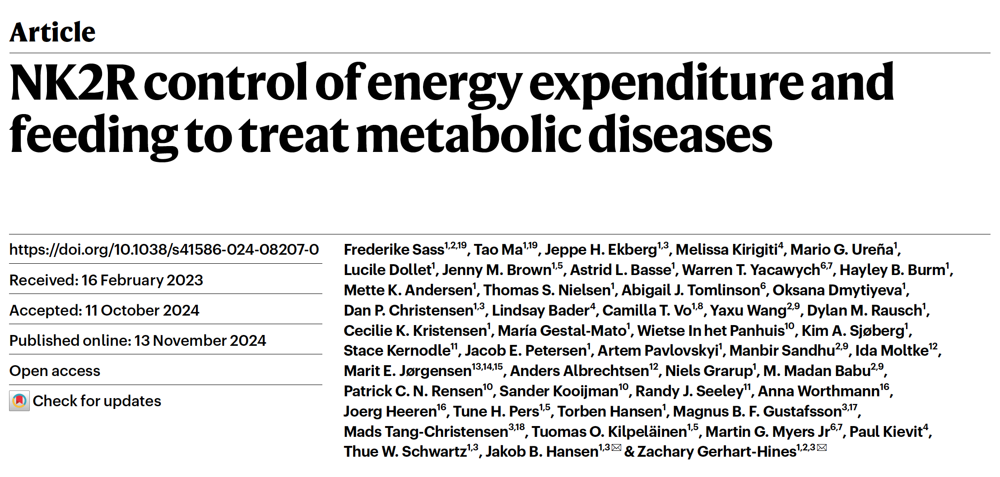 Article
NK2R control of energy expenditure and
feeding to treat metabolic diseases
https://doi.org/10.1038/s41586-024-08207-0
Received: 16 February 2023
Accepted: 11 October 2024
Published online: 13 November 2024
Open access
Check for updates
Frederike Sass1,2,19, Tao Ma1,19, Jeppe H. Ekberg1,3, Melissa Kirigiti4, Mario G. Ureña1,
Lucile Dollet1, Jenny M. Brown1,5, Astrid L. Basse1, Warren T. Yacawych6,7, Hayley B. Burm1,
Mette K. Andersen1, Thomas S. Nielsen1, Abigail J. Tomlinson6, Oksana Dmytiyeva1,
Dan P. Christensen1,3, Lindsay Bader4, Camilla T. Vo1,8, Yaxu Wang2,9, Dylan M. Rausch1,
Cecilie K. Kristensen1, María Gestal-Mato1, Wietse In het Panhuis10, Kim A. Sjøberg1,
Stace Kernodle11, Jacob E. Petersen1, Artem Pavlovskyi1, Manbir Sandhu2,9, Ida Moltke12,
Marit E. Jørgensen13,14,15, Anders Albrechtsen12, Niels Grarup1, M. Madan Babu2,9,
Patrick C. N. Rensen10, Sander Kooijman10, Randy J. Seeley11, Anna Worthmann16,
Joerg Heeren16, Tune H. Pers1,5, Torben Hansen1, Magnus B. F. Gustafsson3,17,
Mads Tang-Christensen3,18, Tuomas O. Kilpeläinen1,5, Martin G. Myers Jr6,7, Paul Kievit4,
Thue W. Schwartz1,3, Jakob B. Hansen1,3 & Zachary Gerhart-Hines1,2,3